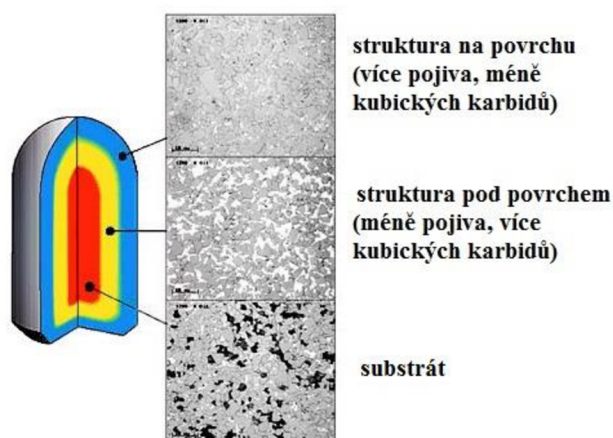 struktura na povrchu
(více pojiva, méně
kubických karbidů)
struktura pod povrchem
(méně pojiva, více
kubických karbidů)
substrát